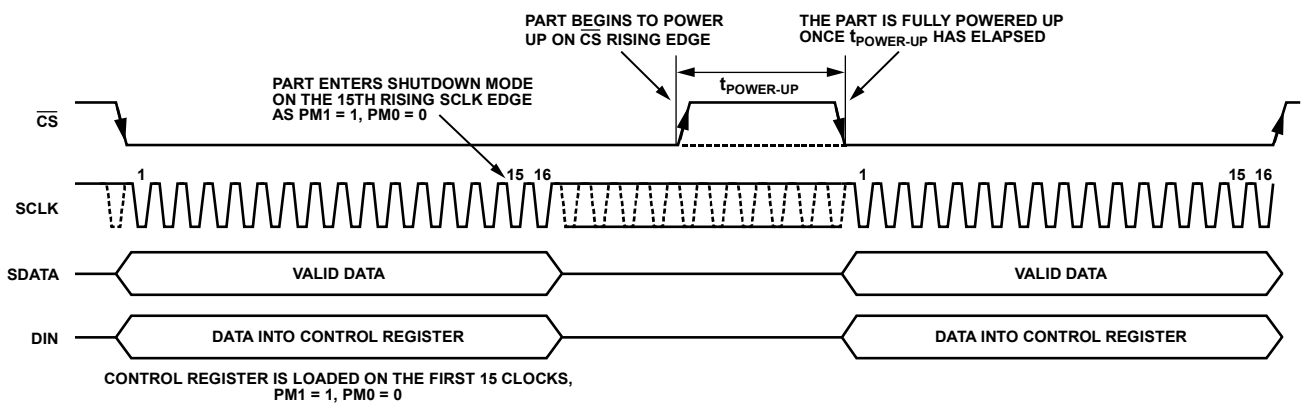 PART BEGINS TO POWER
UP ON CS RISING EDGE
THE PART IS FULLY POWERED UP
ONCE tPOWER-UP HAS ELAPSED
PART ENTERS SHUTDOWN MODE
ON THE 15TH RISING SCLK EDGE
AS PM1 = 1, PM0 = 0
tPOWER-UP
CS
1
15
16
1
15
16
SCLK
SDATA
VALID DATA
VALID DATA
DIN
DATA INTO CONTROL REGISTER
DATA INTO CONTROL REGISTER
CONTROL REGISTER IS LOADED ON THE FIRST 15 CLOCKS,
PM1 = 1, PM0 = 0